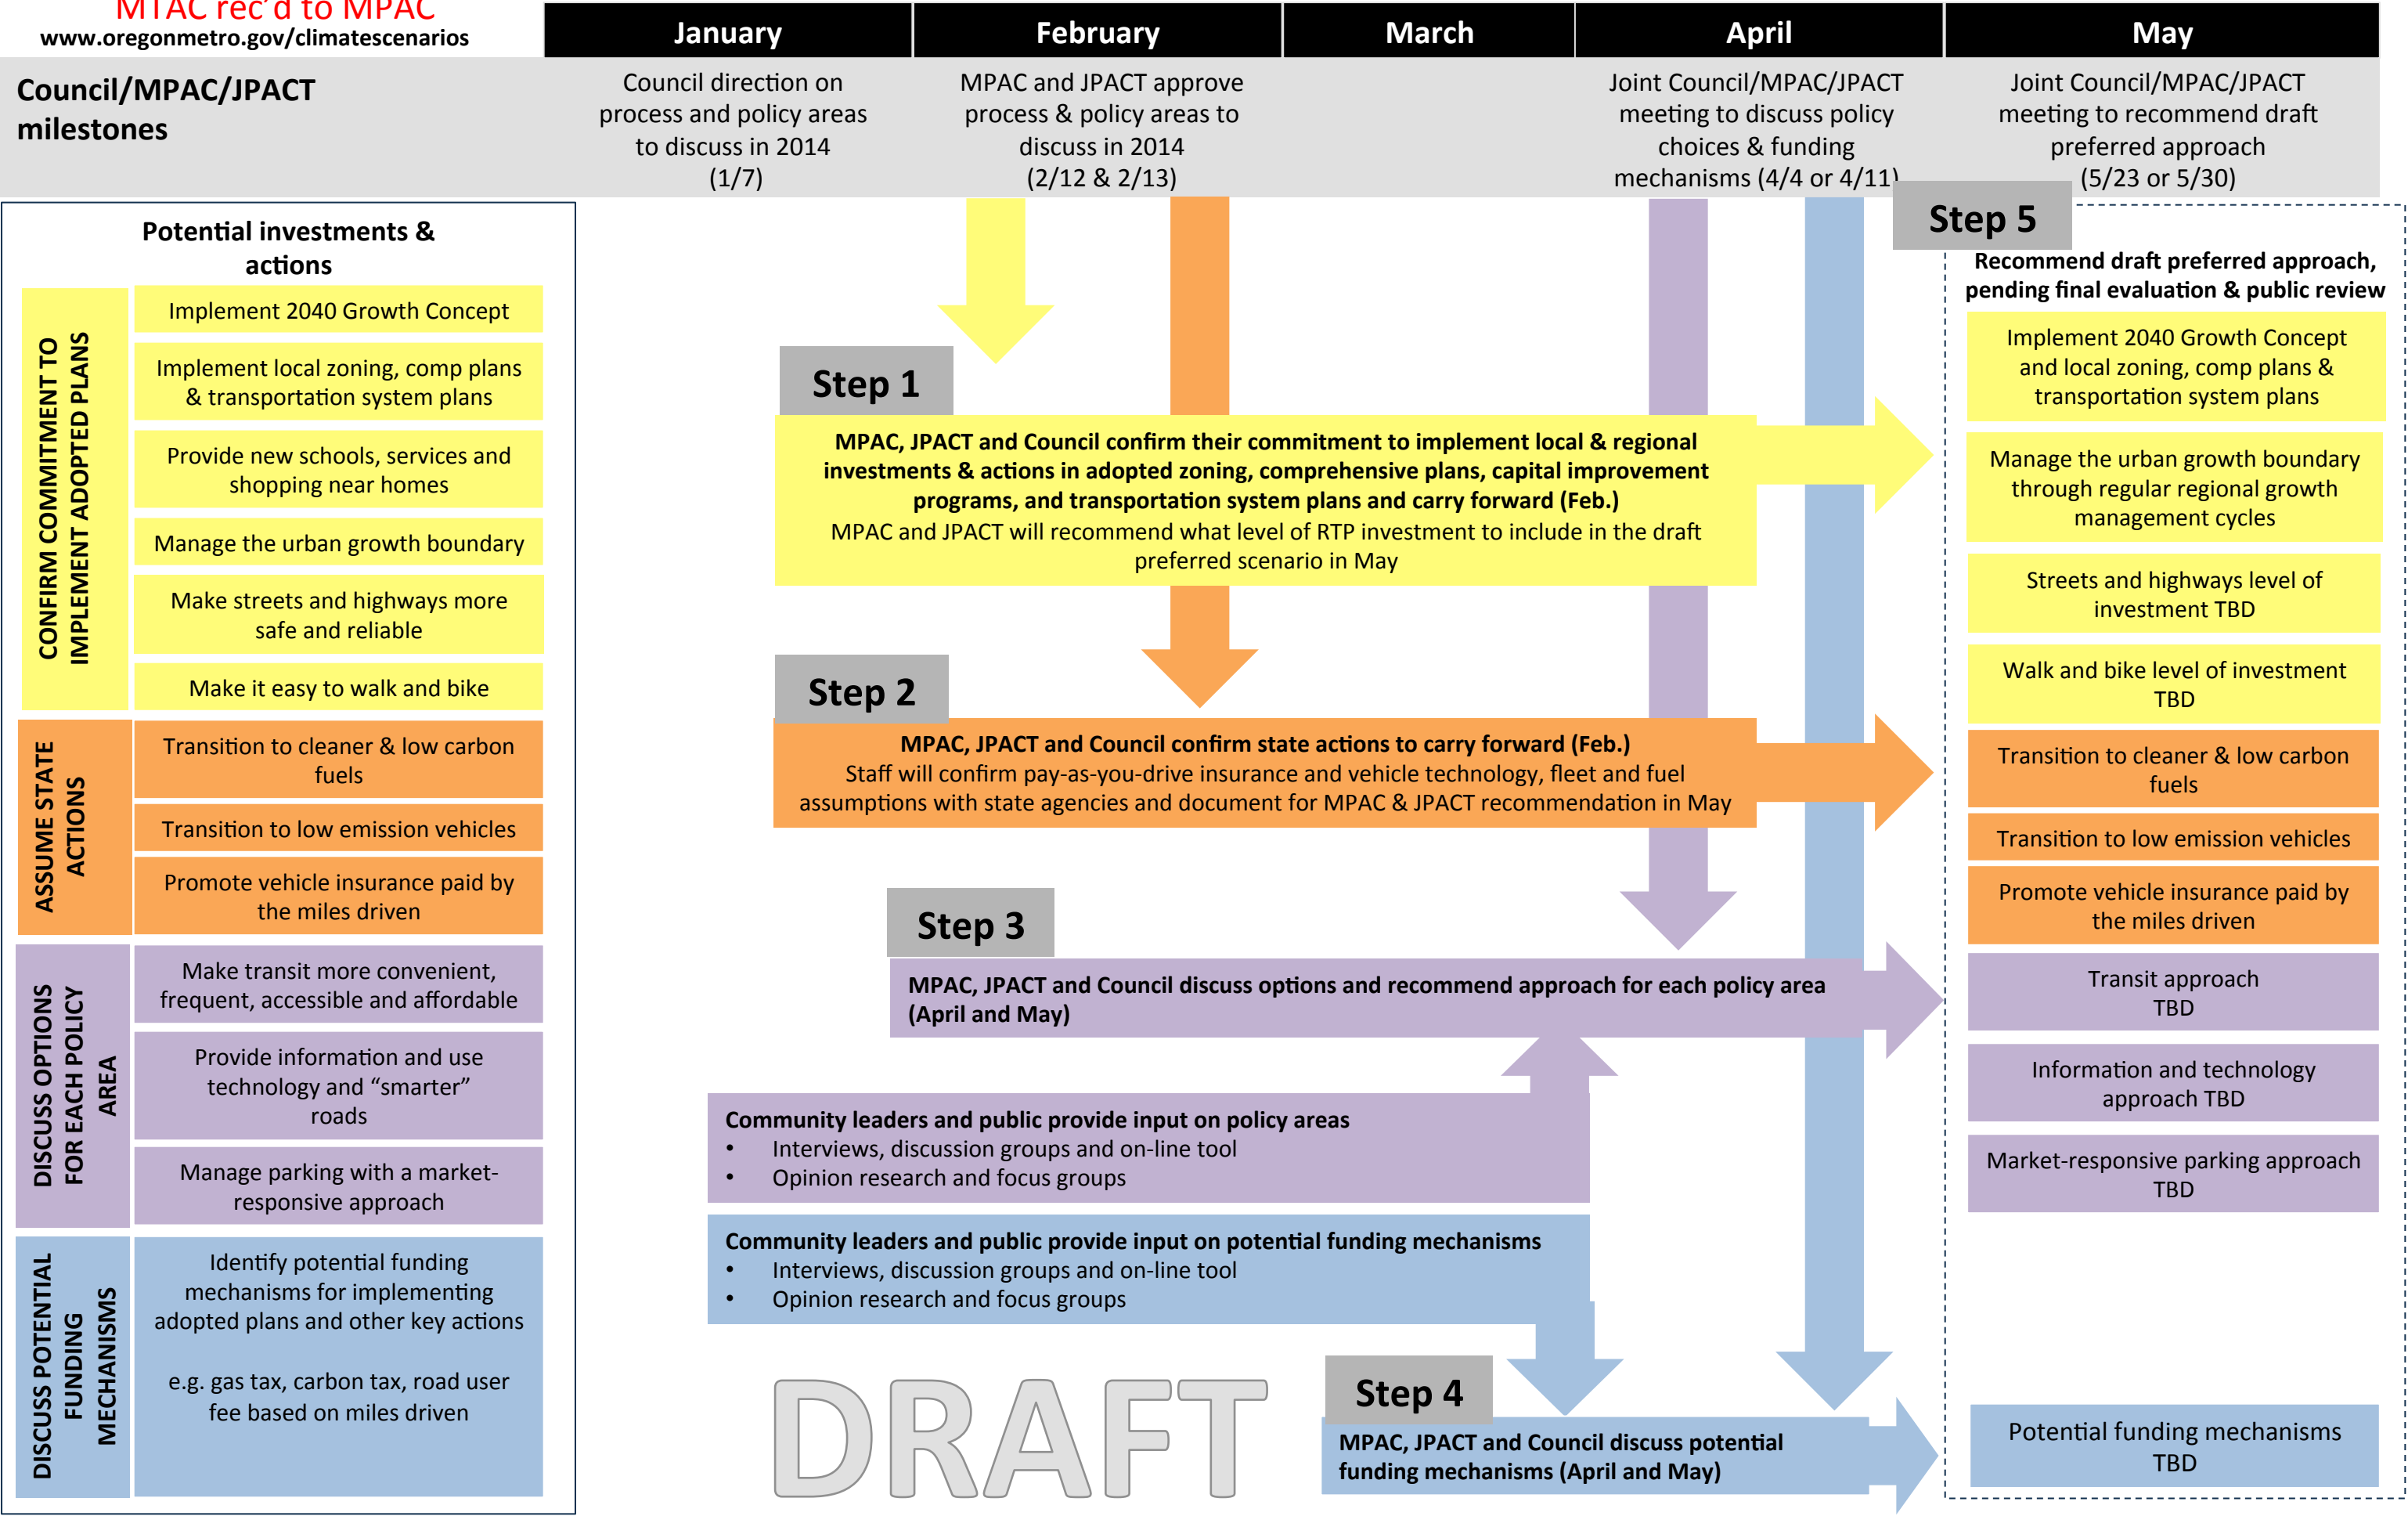 MTAC rec'd to MPAC
www.oregonmetro.gov/climatescenarios
January
February
March
April
May
Council/MPAC/JPACT
milestones
Council direction on
process and policy areas
to discuss in 2014
(1/7)
MPAC and JPACT approve
process & policy areas to
discuss in 2014
(2/12 & 2/13)
Joint Council/MPAC/JPACT
meeting to discuss policy
choices & funding
mechanisms (4/4 or 4/11)
Joint Council/MPAC/JPACT
meeting to recommend draft
preferred approach
(5/23 or 5/30)
Potential investments &
actions
CONFIRM COMMITMENT TO
IMPLEMENT ADOPTED PLANS
Implement 2040 Growth Concept
Implement local zoning, comp plans
& transportation system plans
Provide new schools, services and
shopping near homes
Manage the urban growth boundary
Make streets and highways more
safe and reliable
Make it easy to walk and bike
ASSUME STATE
ACTIONS
Transition to cleaner & low carbon
fuels
Transition to low emission vehicles
Promote vehicle insurance paid by
the miles driven
DISCUSS OPTIONS
FOR EACH POLICY
AREA
Make transit more convenient,
frequent, accessible and affordable
Provide information and use
technology and “smarter”
roads
Manage parking with a market-
responsive approach
DISCUSS POTENTIAL
FUNDING
MECHANISMS
Identify potential funding
mechanisms for implementing
adopted plans and other key actions
e.g. gas tax, carbon tax, road user
fee based on miles driven
Step 1
MPAC, JPACT and Council confirm their commitment to implement local & regional
investments & actions in adopted zoning, comprehensive plans, capital improvement
programs, and transportation system plans and carry forward (Feb.)
MPAC and JPACT will recommend what level of RTP investment to include in the draft
preferred scenario in May
Step 2
MPAC, JPACT and Council confirm state actions to carry forward (Feb.)
Staff will confirm pay-as-you-drive insurance and vehicle technology, fleet and fuel
assumptions with state agencies and document for MPAC & JPACT recommendation in May
Step 3
MPAC, JPACT and Council discuss options and recommend approach for each policy area
(April and May)
Community leaders and public provide input on policy areas
• Interviews, discussion groups and on-line tool
• Opinion research and focus groups
Community leaders and public provide input on potential funding mechanisms
• Interviews, discussion groups and on-line tool
• Opinion research and focus groups
DRAFT
Step 4
MPAC, JPACT and Council discuss potential
funding mechanisms (April and May)
Step 5
Recommend draft preferred approach,
pending final evaluation & public review
Implement 2040 Growth Concept
and local zoning, comp plans &
transportation system plans
Manage the urban growth boundary
through regular regional growth
management cycles
Streets and highways level of
investment TBD
Walk and bike level of investment
TBD
Transition to cleaner & low carbon
fuels
Transition to low emission vehicles
Promote vehicle insurance paid by
the miles driven
Transit approach
TBD
Information and technology
approach TBD
Market-responsive parking approach
TBD
Potential funding mechanisms
TBD